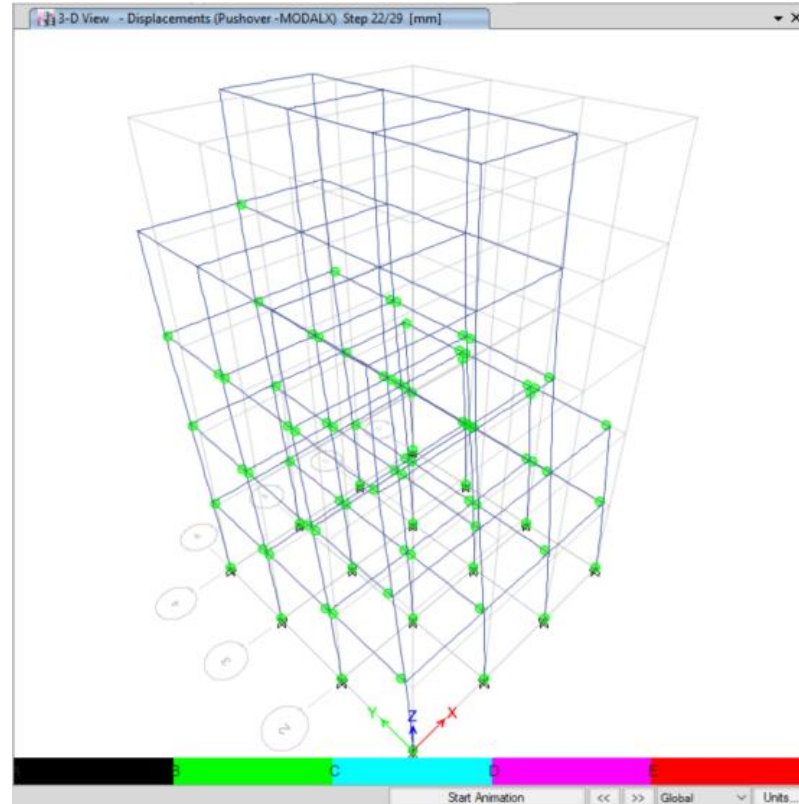 3-D View - Displacements (Pushover -MODALX) Step 22/29 [mm]
Y Z X
B C D E
Start Animation << >> Global Units...